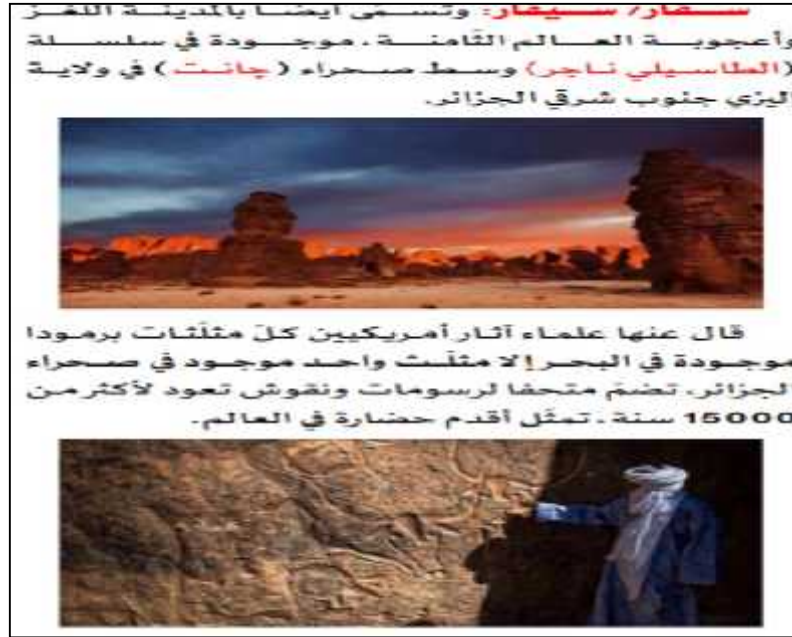 سفار/ سيفار: وتسمى أيضا بالمدينة اللغز
وأعجوبة العالم الثامنة، موجودة في سلسلة
(الطاسيلي ناجر) وسط صحراء (جانت) في ولاية
اليزي جنوب شرقي الجزائر.
قال عنها علماء آثار أمريكيين كلّ مثلّثات برمودا
موجودة في البحر إلا مثلّث واحد موجود في صحراء
الجزائر، تضمّ متحفا لرسومات ونقوش تعود لأكثر من
15000 سنة، تمثّل أقدم حضارة في العالم.